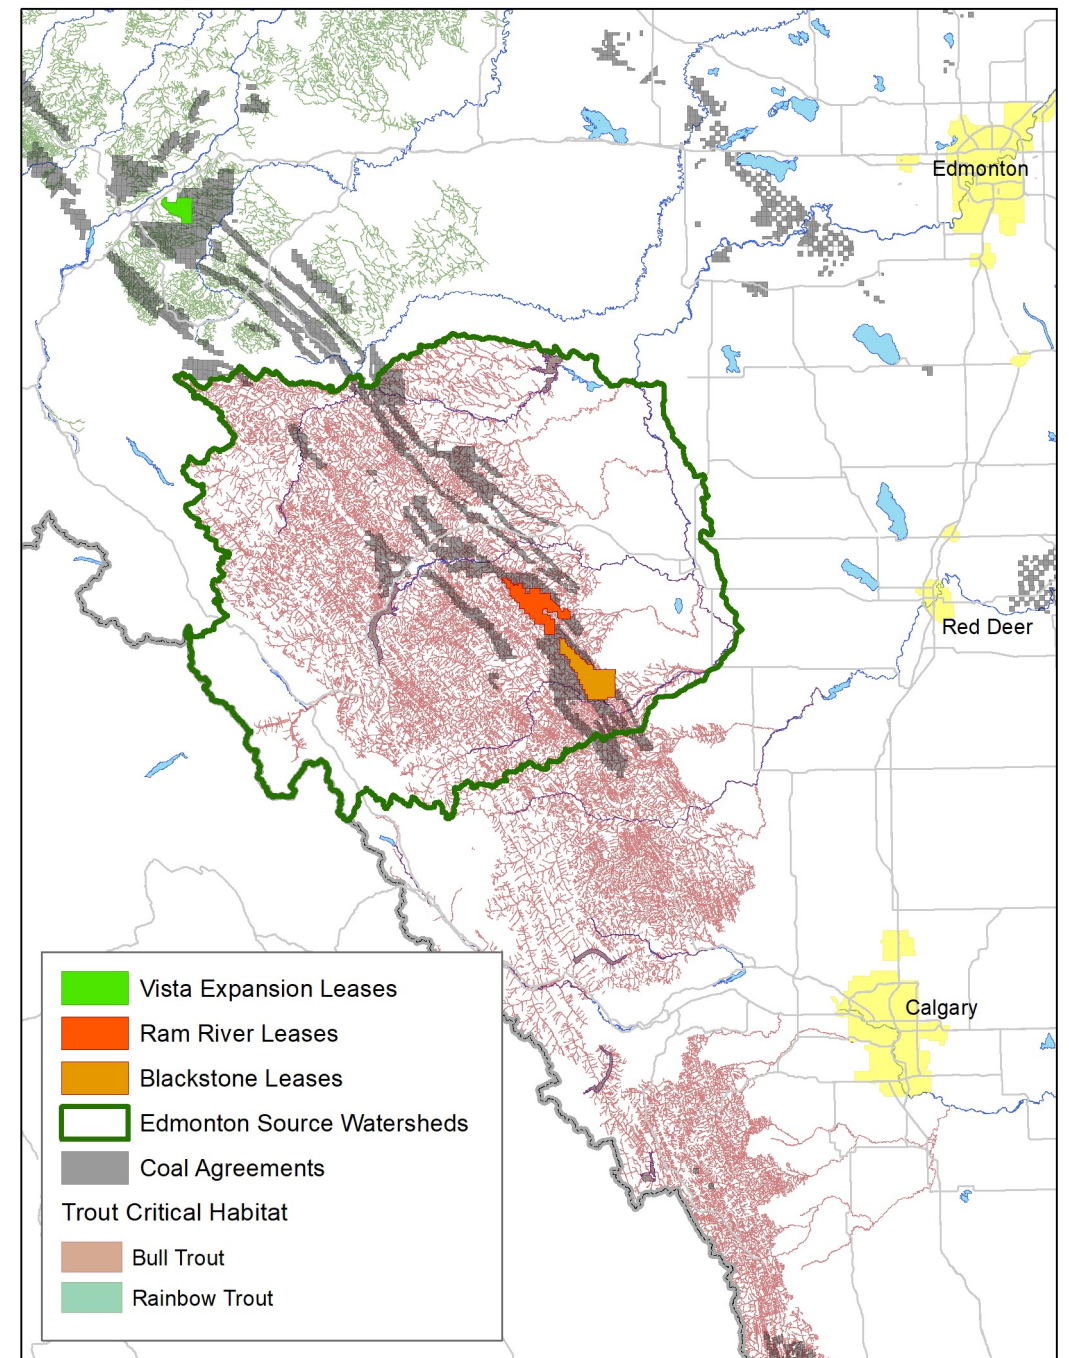 Edmonton
Red Deer
Calgary
Vista Expansion Leases
Ram River Leases
Blackstone Leases
Edmonton Source Watersheds
Coal Agreements
Trout Critical Habitat
Bull Trout
Rainbow Trout